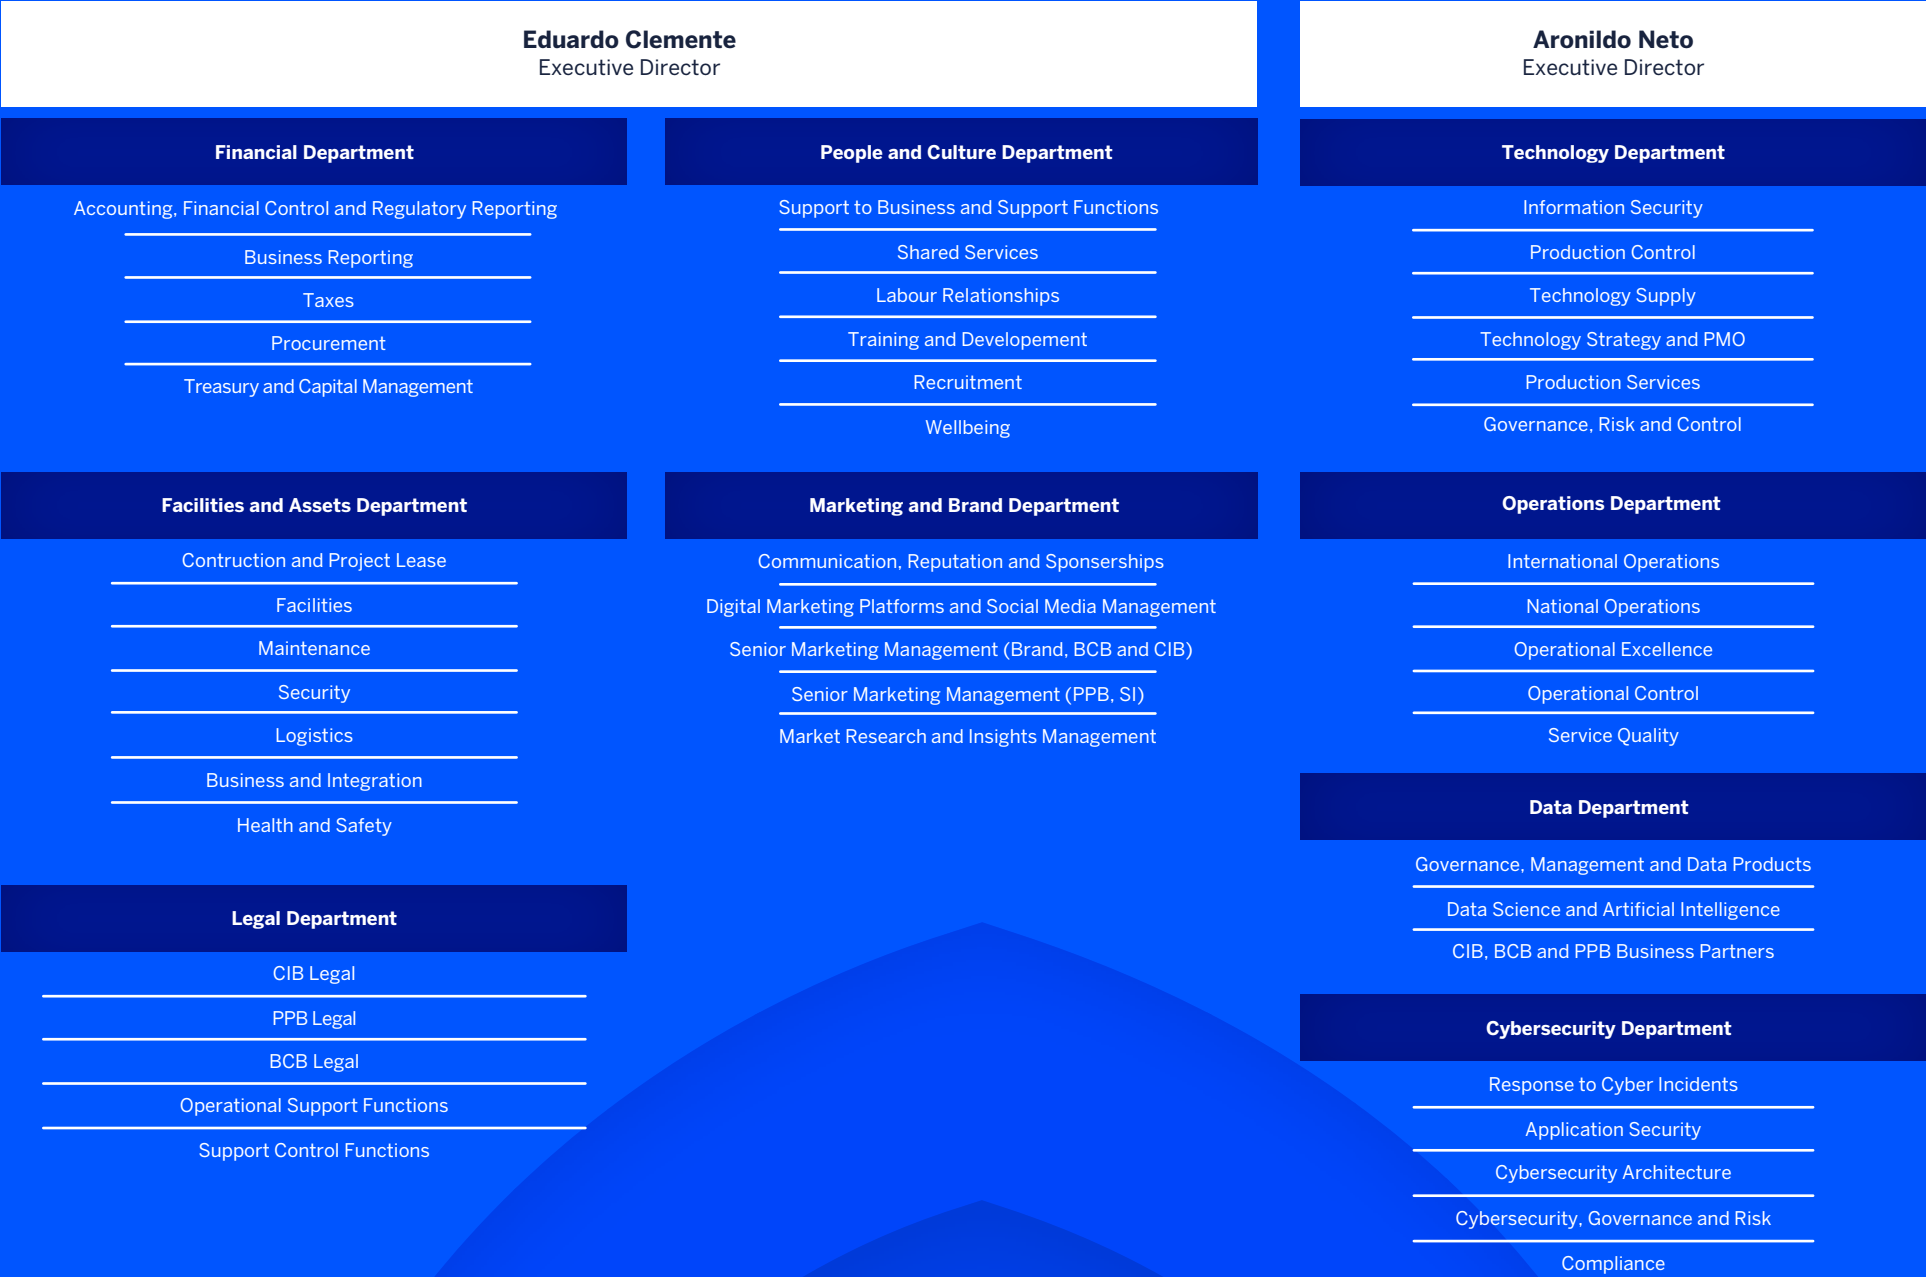 Eduardo Clemente
Executive Director
Financial Department
Accounting, Financial Control and Regulatory Reporting
Business Reporting
Taxes
Procurement
Treasury and Capital Management
Facilities and Assets Department
Contruction and Project Lease
Facilities
Maintenance
Security
Logistics
Business and Integration
Health and Safety
Legal Department
CIB Legal
PPB Legal
BCB Legal
Operational Support Functions
Support Control Functions
People and Culture Department
Support to Business and Support Functions
Shared Services
Labour Relationships
Training and Developement
Recruitment
Wellbeing
Marketing and Brand Department
Communication, Reputation and Sponserships
Digital Marketing Platforms and Social Media Management
Senior Marketing Management (Brand, BCB and CIB)
Senior Marketing Management (PPB, SI)
Market Research and Insights Management
Aronildo Neto
Executive Director
Technology Department
Information Security
Production Control
Technology Supply
Technology Strategy and PMO
Production Services
Governance, Risk and Control
Operations Department
International Operations
National Operations
Operational Excellence
Operational Control
Service Quality
Data Department
Governance, Management and Data Products
Data Science and Artificial Intelligence
CIB, BCB and PPB Business Partners
Cybersecurity Department
Response to Cyber Incidents
Application Security
Cybersecurity Architecture
Cybersecurity, Governance and Risk
Compliance